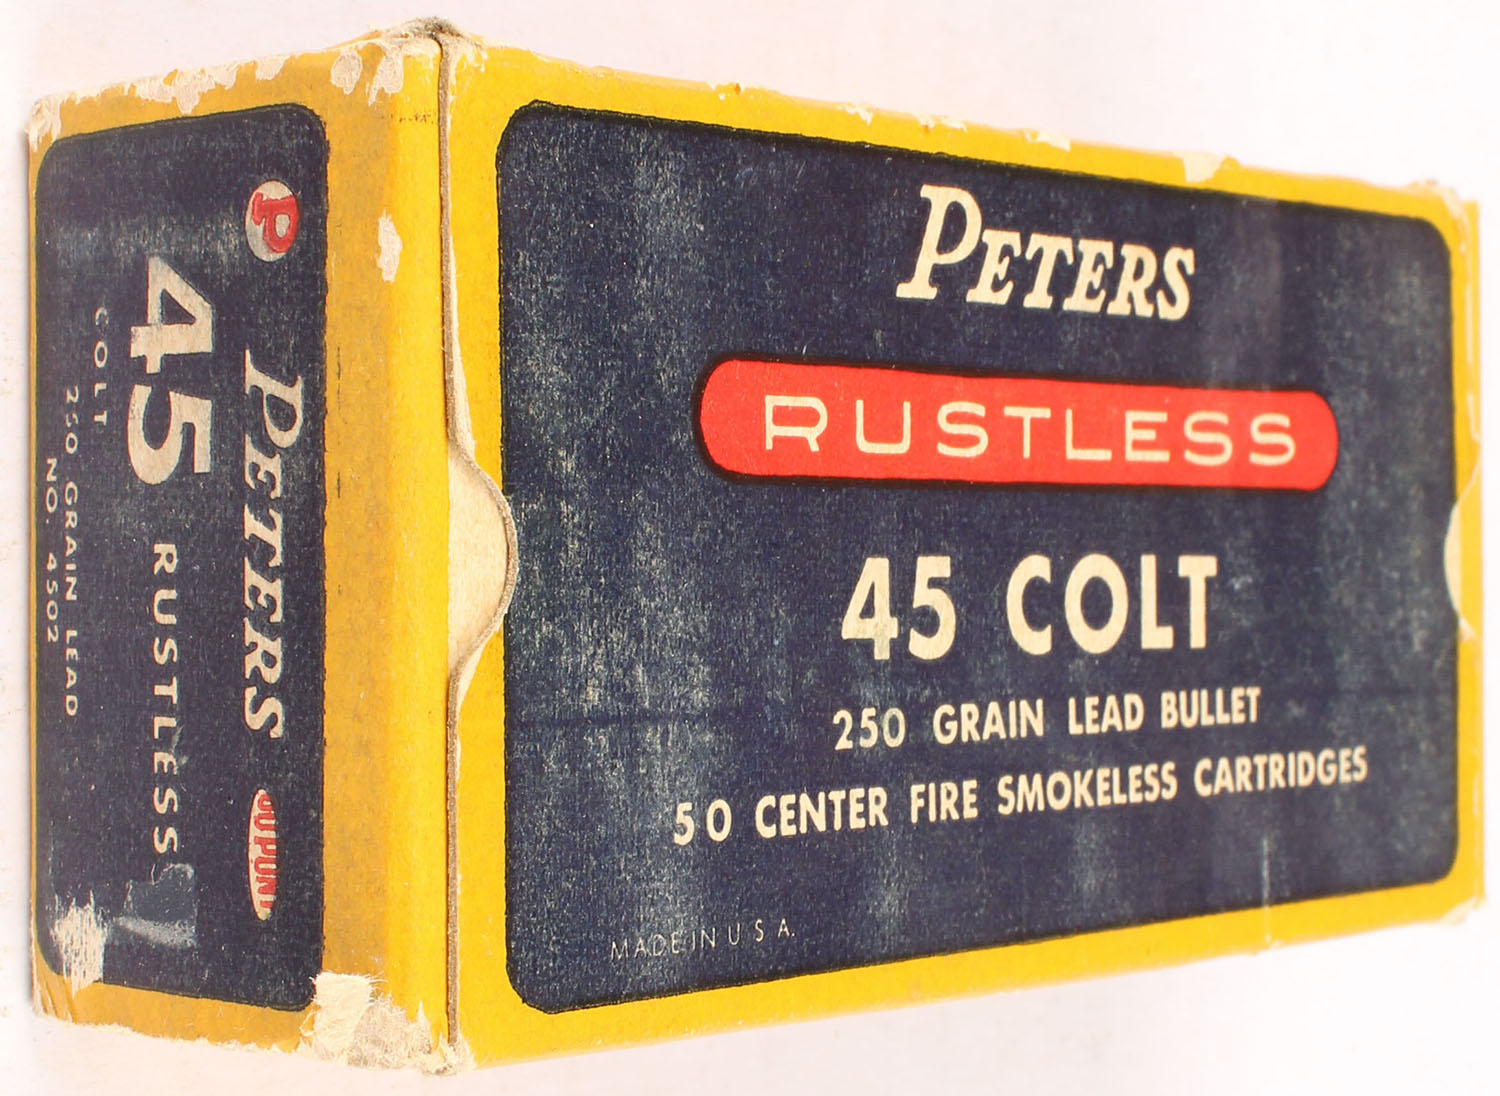 PETERS
RUSTLESS
45 COLT
250 GRAIN LEAD BULLET
50 CENTER FIRE SMOKELESS CARTRIDGES
MADE IN U S A.
P PETERS DUPONT
45 RUSTLESS
COLT
250 GRAIN LEAD
NO. 4502